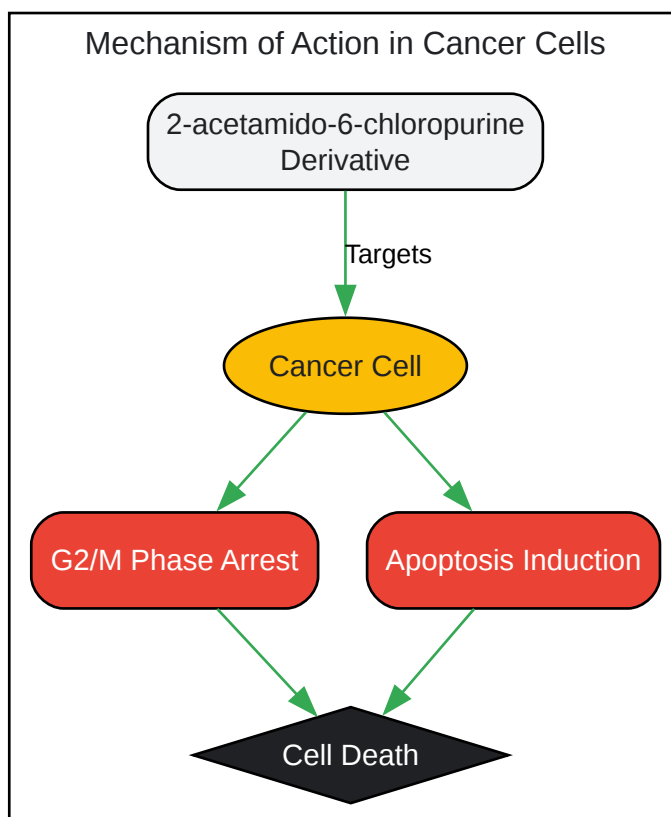 Mechanism of Action in Cancer Cells
2-acetamido-6-chloropurine
Derivative
Targets
Cancer Cell
G2/M Phase Arrest
Apoptosis Induction
Cell Death